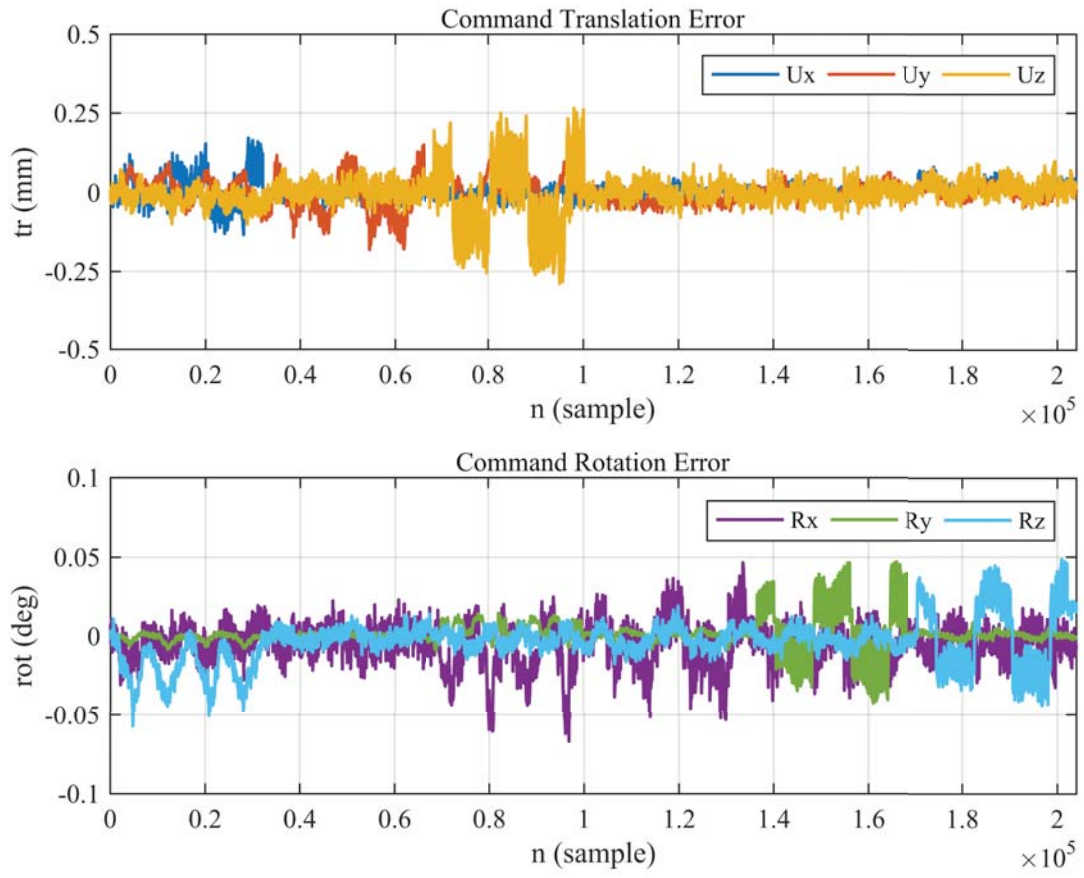 Command Translation Error
0.5
Ux Uy Uz
0.25
0
-0.25
-0.5
tr (mm)
0 0.2 0.4 0.6 0.8 1 1.2 1.4 1.6 1.8 2
n (sample)
×10^5
Command Rotation Error
0.1
Rx Ry Rz
0.05
0
-0.05
-0.1
rot (deg)
0 0.2 0.4 0.6 0.8 1 1.2 1.4 1.6 1.8 2
n (sample)
×10^5